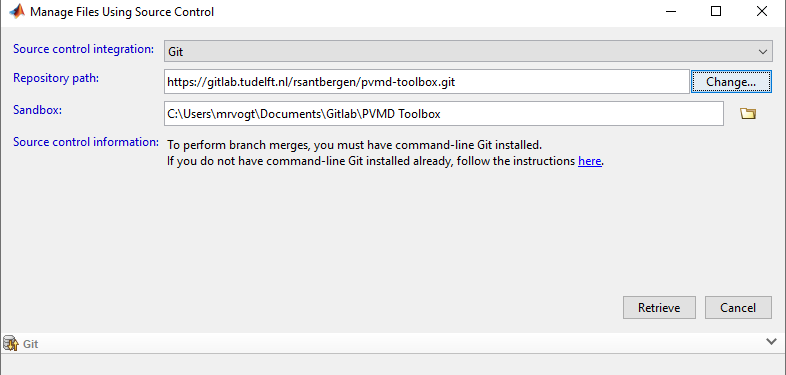 Manage Files Using Source Control
Source control integration: Git
Repository path: https://gitlab.tudelft.nl/rsantbergen/pvmd-toolbox.git Change...
Sandbox: C:\Users\mrvogt\Documents\Gitlab\PVMD Toolbox
Source control information: To perform branch merges, you must have command-line Git installed.
If you do not have command-line Git installed already, follow the instructions here.
Retrieve Cancel
Git